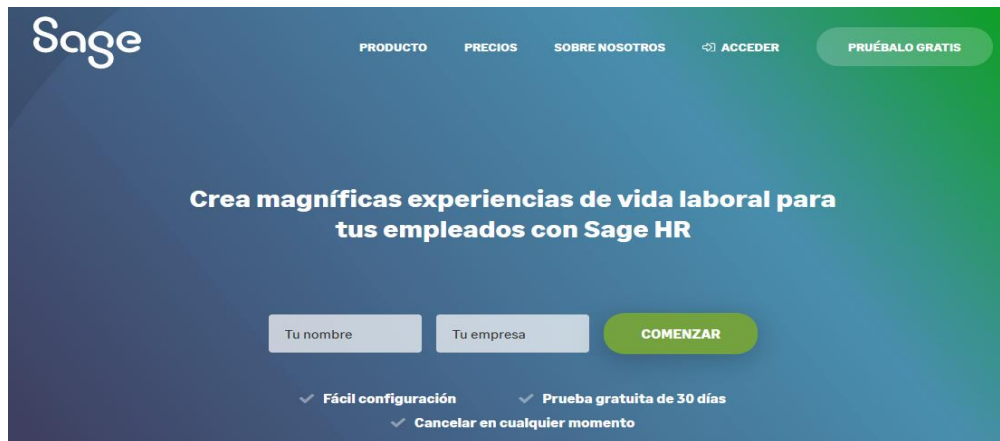 Sage
PRODUCTO PRECIOS SOBRE NOSOTROS ACCEDER PRUÉBALO GRATIS
Crea magníficas experiencias de vida laboral para
tus empleados con Sage HR
Tu nombre Tu empresa COMENZAR
Fácil configuración Prueba gratuita de 30 días
Cancelar en cualquier momento